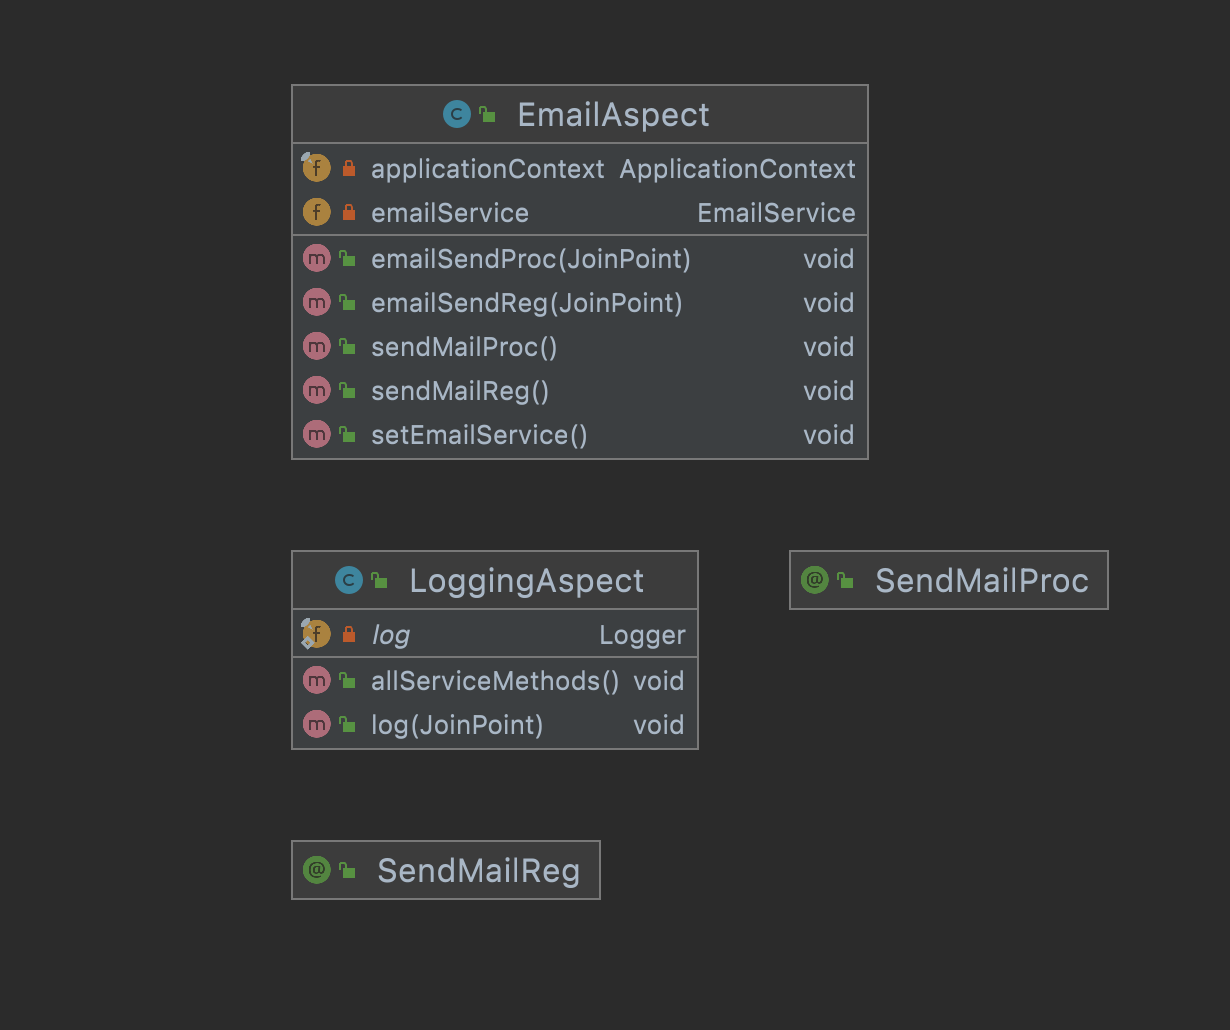 EmailAspect
applicationContext ApplicationContext
emailService EmailService
emailSendProc(JoinPoint) void
emailSendReg(JoinPoint) void
sendMailProc() void
sendMailReg() void
setEmailService() void
LoggingAspect
log Logger
allServiceMethods() void
log(JoinPoint) void
SendMailProc
SendMailReg